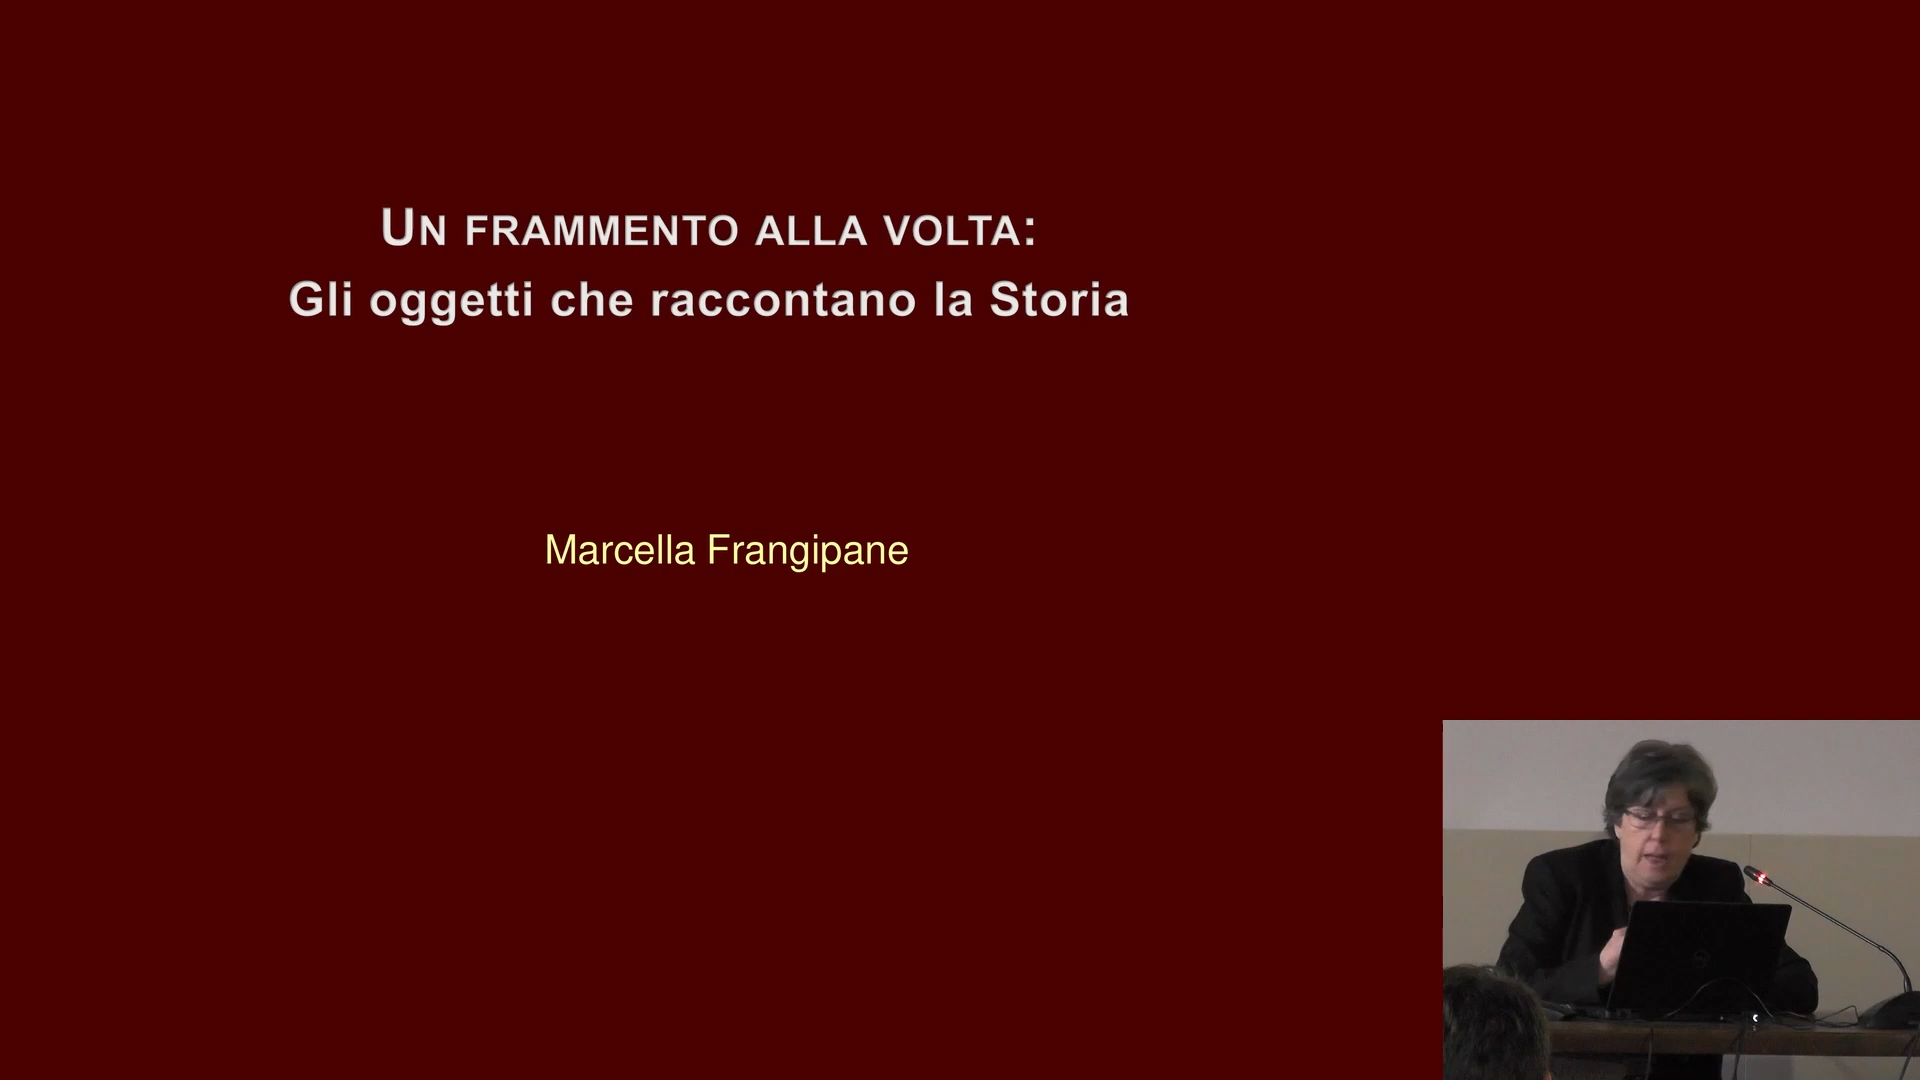 UN FRAMMENTO ALLA VOLTA:
Gli oggetti che raccontano la Storia
Marcella Frangipane